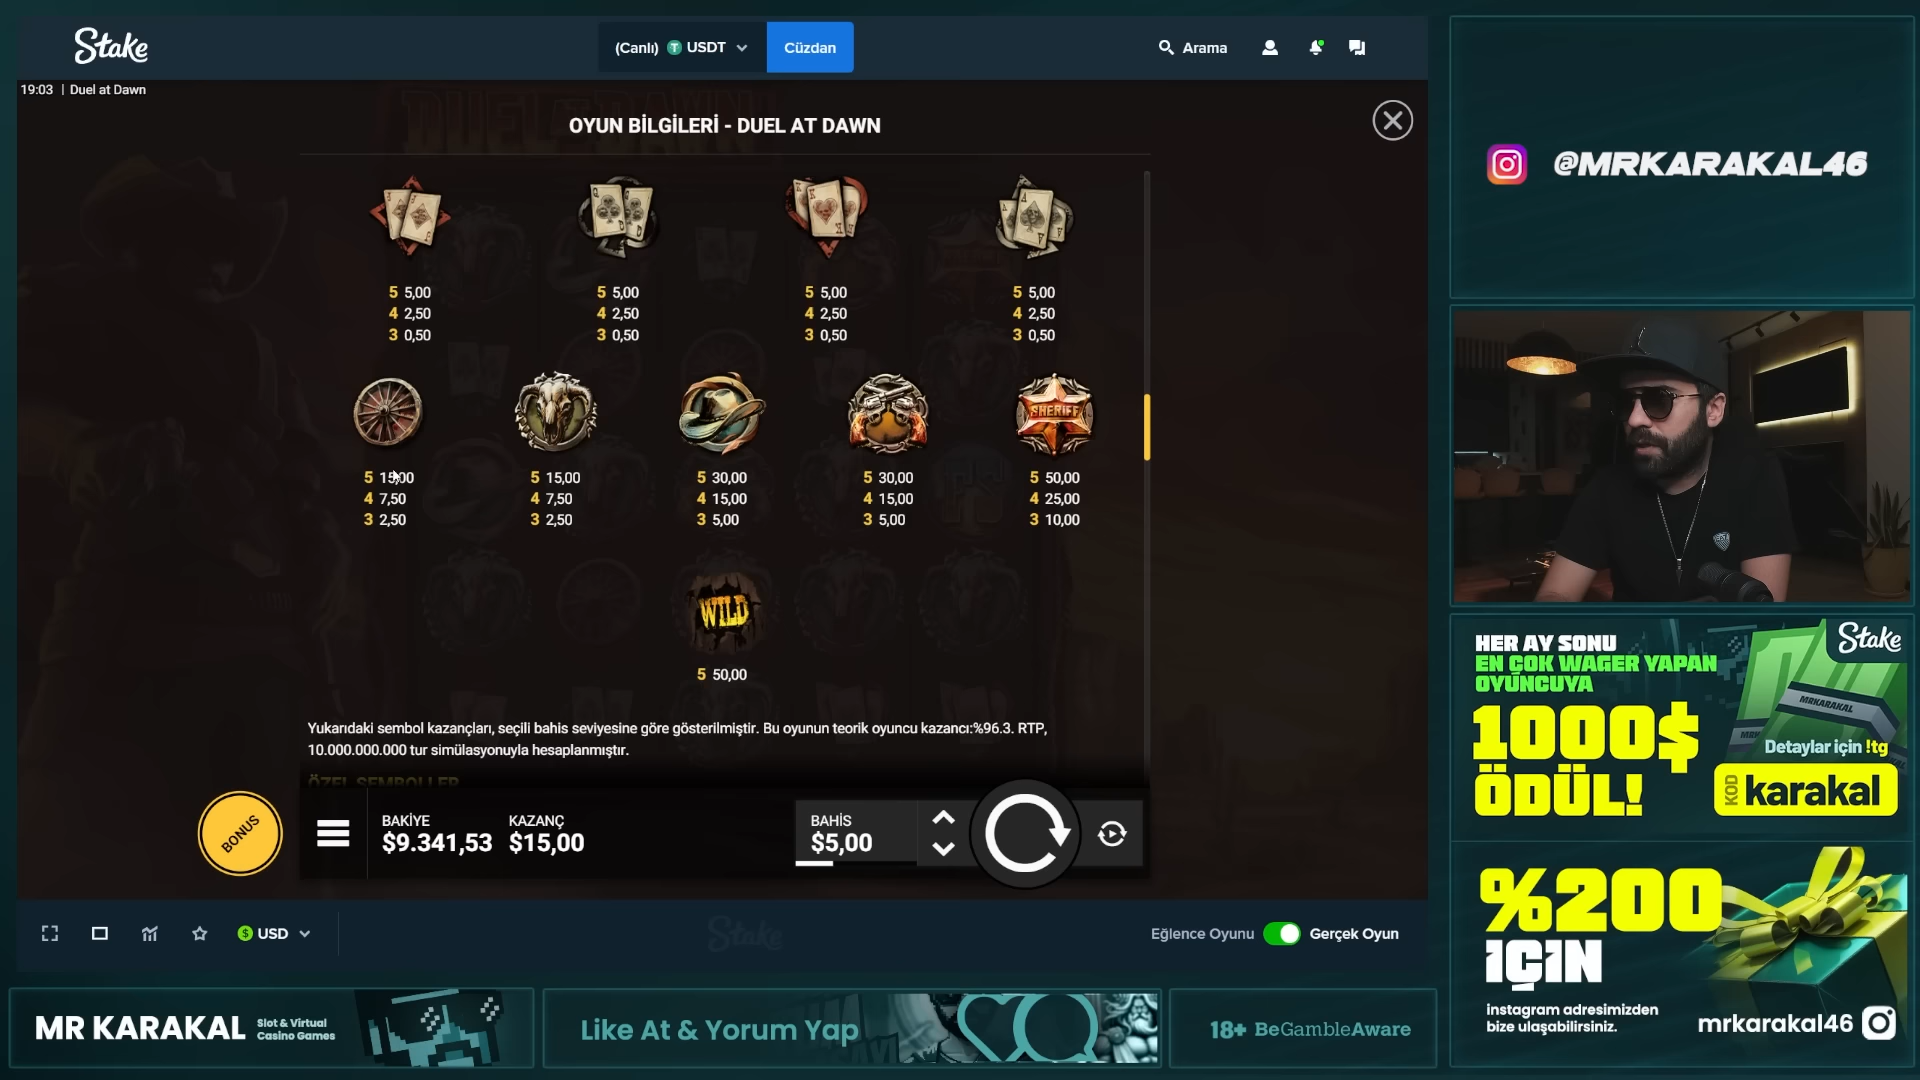 Stake
(Canlı) USDT
Cüzdan
Arama
19:03 | Duel at Dawn
OYUN BİLGİLERİ - DUEL AT DAWN
5 5,00
4 2,50
3 0,50
5 5,00
4 2,50
3 0,50
5 5,00
4 2,50
3 0,50
5 5,00
4 2,50
3 0,50
SHERIFF
5 15,00
4 7,50
3 2,50
5 15,00
4 7,50
3 2,50
5 30,00
4 15,00
3 5,00
5 30,00
4 15,00
3 5,00
5 50,00
4 25,00
3 10,00
WILD
5 50,00
Yukarıdaki sembol kazançları, seçili bahis seviyesine göre gösterilmiştir. Bu oyunun teorik oyuncu kazancı:%96.3. RTP,
10.000.000.000 tur simülasyonuyla hesaplanmıştır.
ÖZEL SEMBOLLER
BONUS
BAKİYE
$9.341,53
KAZANÇ
$15,00
BAHİS
$5,00
USD
Stake
Eğlence Oyunu
Gerçek Oyun
@MRKARAKAL46
HER AY SONU
EN ÇOK WAGER YAPAN
OYUNCUYA
1000$
ÖDÜL!
Stake
MRKARAKAL
Detaylar için !tg
KOD karakal
%200
İÇİN
instagram adresimizden
bize ulaşabilirsiniz.
mrkarakal46
MR KARAKAL
Slot & Virtual
Casino Games
Like At & Yorum Yap
18+ BeGambleAware